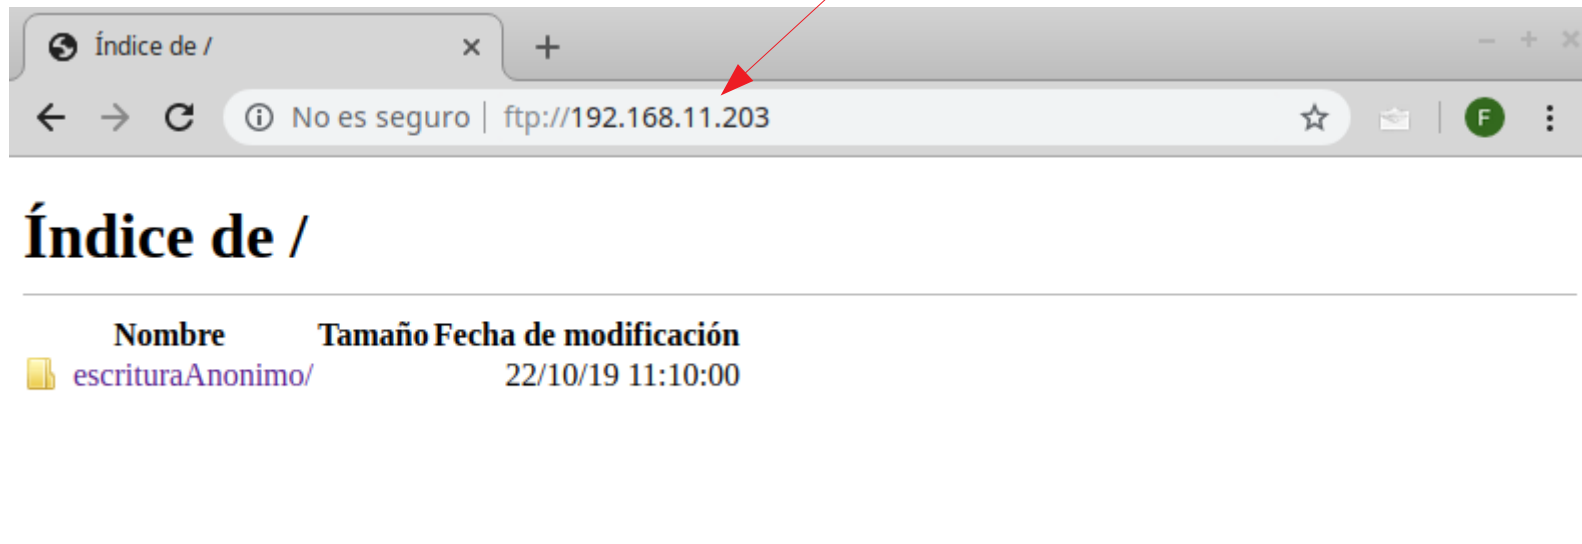 Índice de /
No es seguro | ftp://192.168.11.203
F
Índice de /
Nombre Tamaño Fecha de modificación
escrituraAnonimo/ 22/10/19 11:10:00